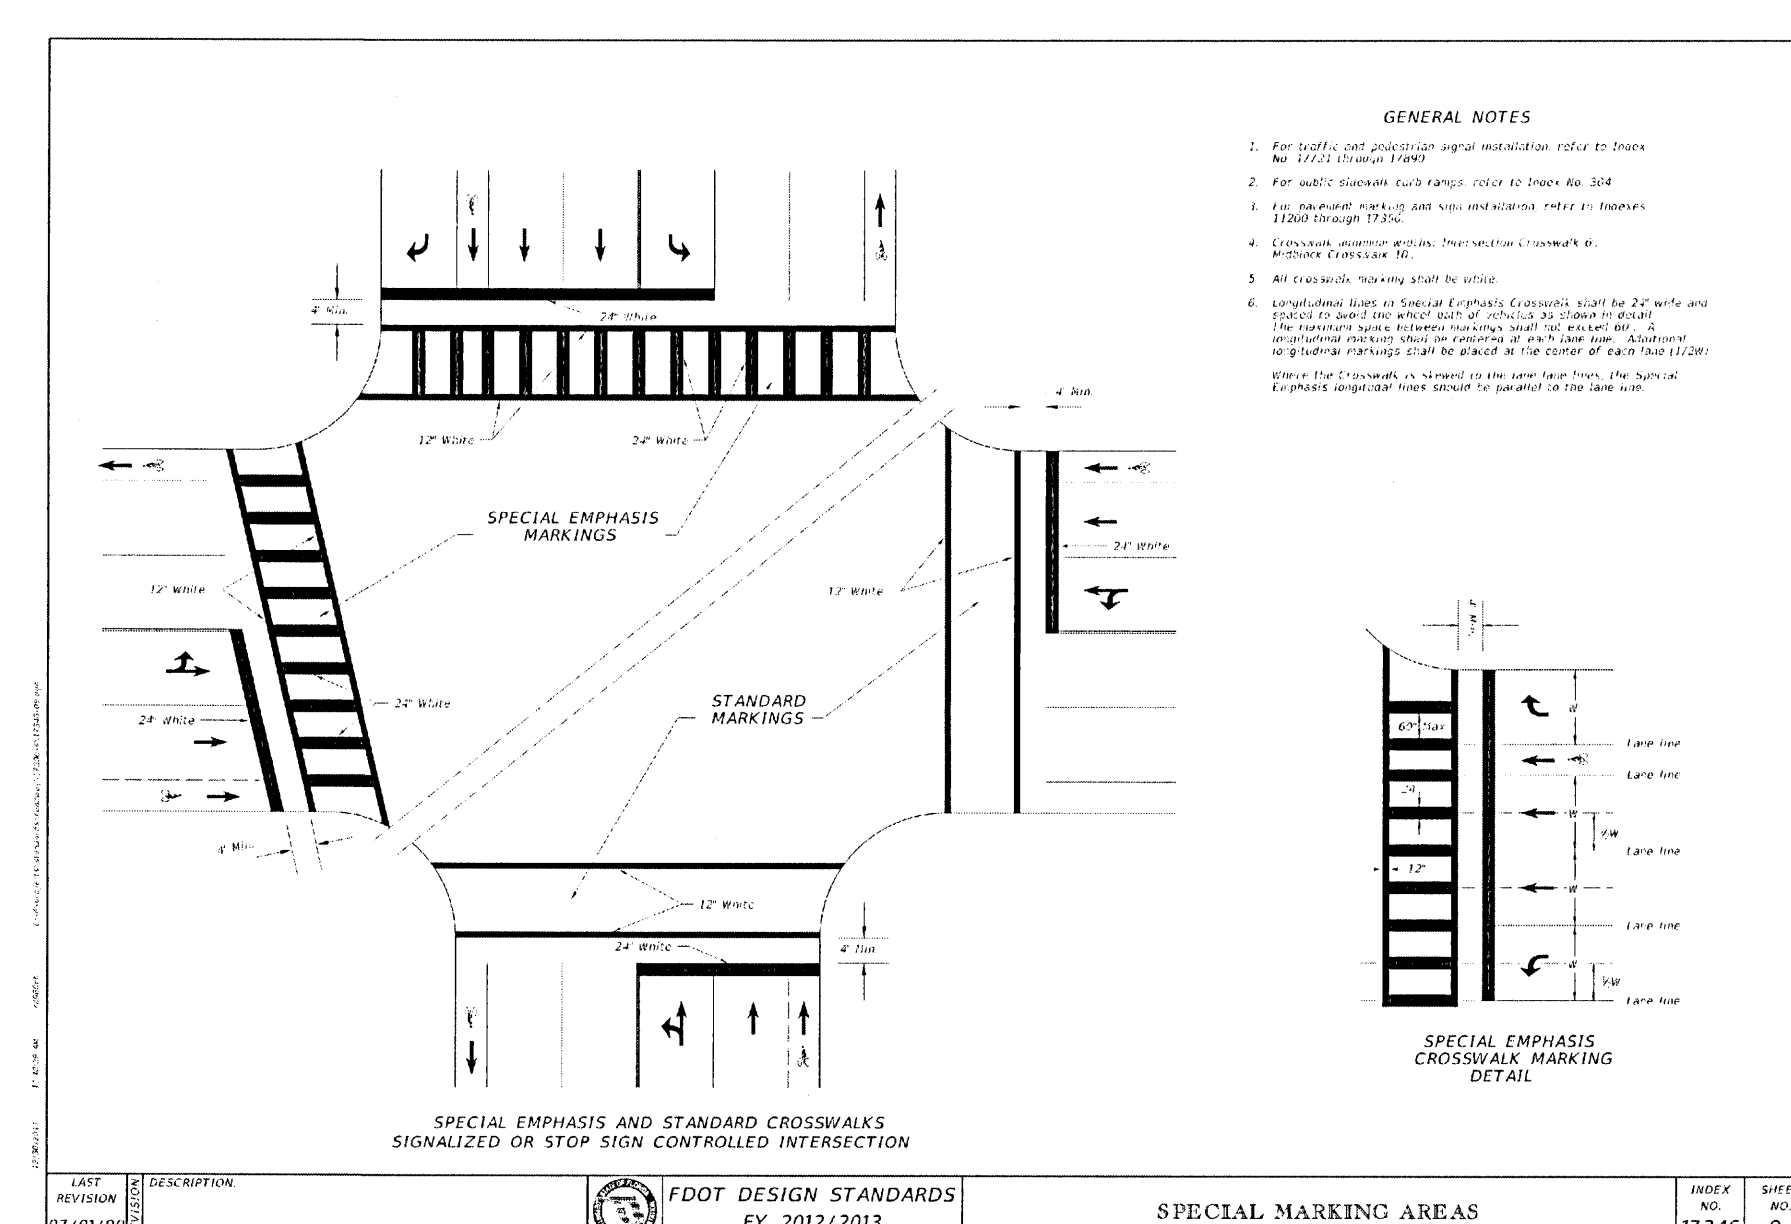 GENERAL NOTES
1. For traffic and pedestrian signal installation, refer to Index
No. 17721 through 17890
2. For public sidewalk curb ramps, refer to Index No. 304
3. For pavement marking and sign installation, refer to Indexes
11200 through 17356.
4. Crosswalk minimum widths: Intersection Crosswalk 6',
Midblock Crosswalk 10'.
5 All crosswalk marking shall be white.
6. Longitudinal lines in Special Emphasis Crosswalk shall be 24" wide and
spaced to avoid the wheel path of vehicles as shown in detail
The maximum space between markings shall not exceed 60". A
longitudinal marking shall be centered at each lane line. Additional
longitudinal markings shall be placed at the center of each lane (1/2W)
Where the Crosswalk is skewed to the lane lane lines, the Special
Emphasis longitudal lines should be parallel to the lane line.
4' Min.
24" White
12" White
24" White
4' Min.
SPECIAL EMPHASIS
MARKINGS
24" White
12" White
12" White
24" White
24" White
STANDARD
MARKINGS
4' Min.
12" White
24" White
4' Min.
4' Min.
W
60" Max
Lane line
Lane line
24"
W
1/2W
Lane line
12"
W
Lane line
W
1/2W
Lane line
SPECIAL EMPHASIS
CROSSWALK MARKING
DETAIL
SPECIAL EMPHASIS AND STANDARD CROSSWALKS
SIGNALIZED OR STOP SIGN CONTROLLED INTERSECTION
LAST
REVISION
DESCRIPTION:
FDOT DESIGN STANDARDS
FY 2012/2013
SPECIAL MARKING AREAS
INDEX
NO.
17346